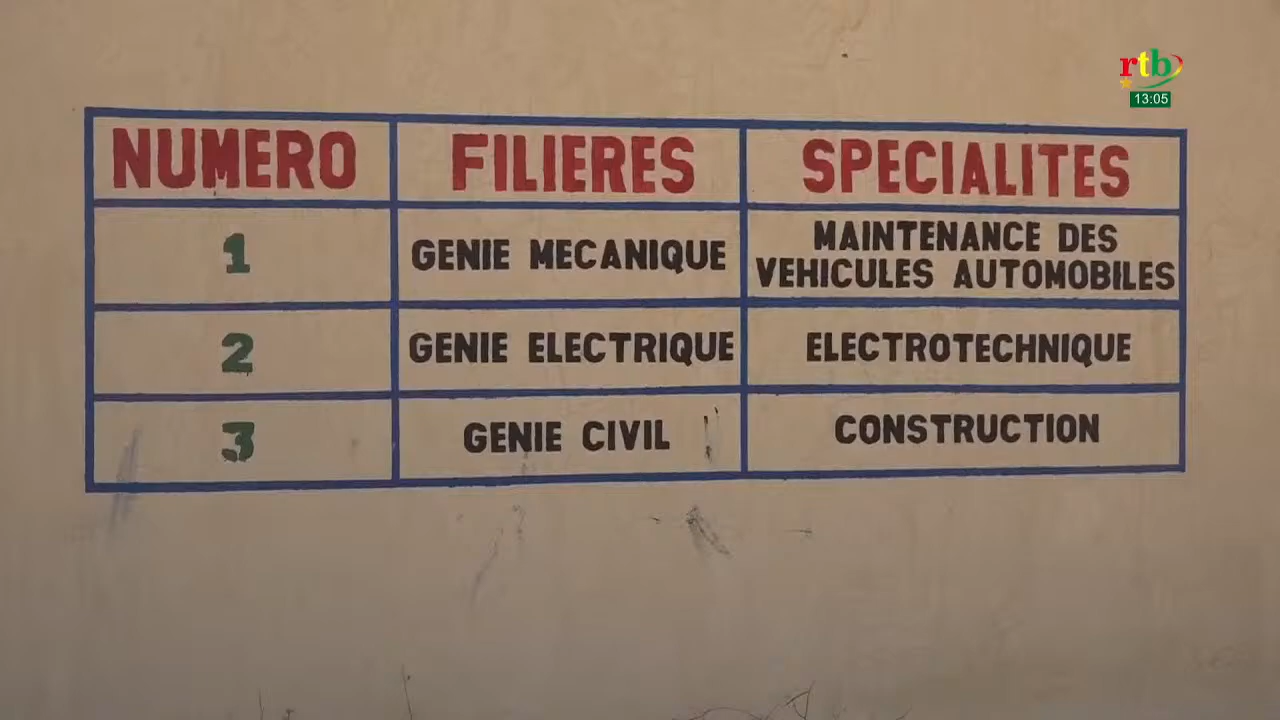 rtb
13:05
NUMERO FILIERES SPECIALITES
1 GENIE MECANIQUE MAINTENANCE DES
VEHICULES AUTOMOBILES
2 GENIE ELECTRIQUE ELECTROTECHNIQUE
3 GENIE CIVIL CONSTRUCTION